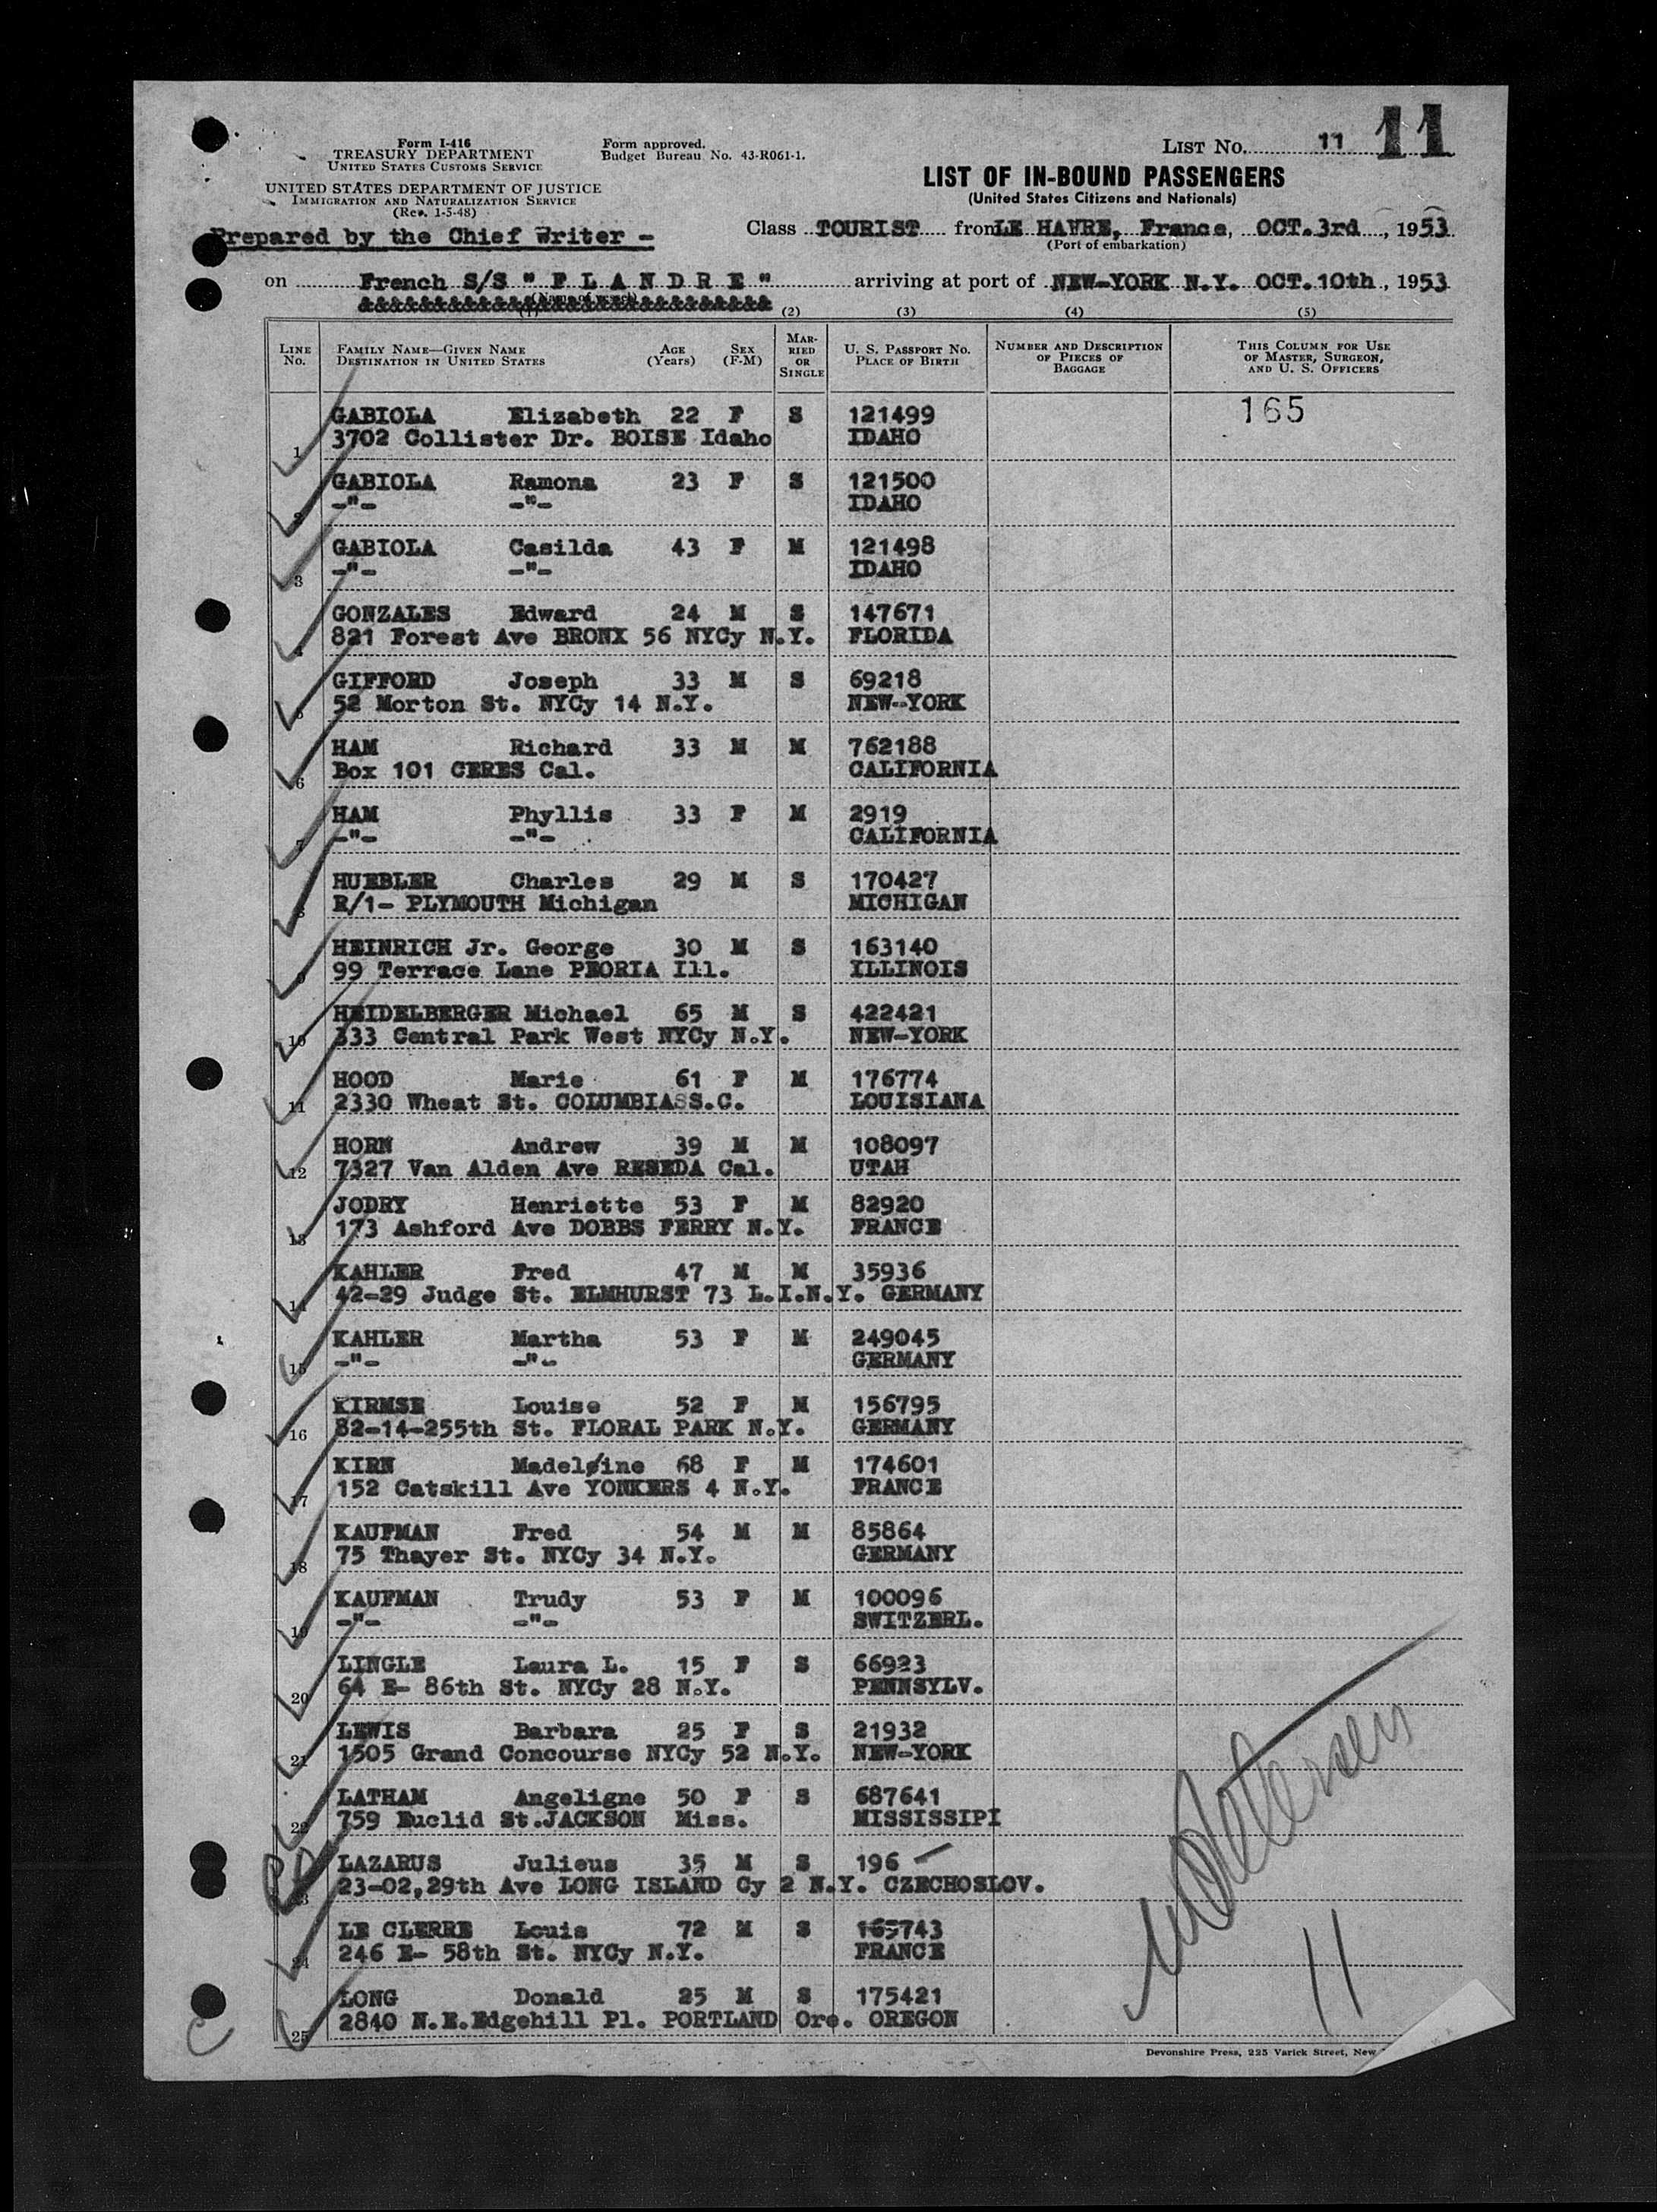 Form I-416
TREASURY DEPARTMENT
UNITED STATES CUSTOMS SERVICE
UNITED STATES DEPARTMENT OF JUSTICE
IMMIGRATION AND NATURALIZATION SERVICE
(Rev. 1-5-48)
Form approved.
Budget Bureau No. 43-R061-1.
LIST No. 11 11
LIST OF IN-BOUND PASSENGERS
(United States Citizens and Nationals)
Prepared by the Chief Writer -
Class TOURIST from LE HAVRE, France, OCT.3rd, 1953
(Port of embarkation)
on French S/S " F L A N D R E " arriving at port of NEW-YORK N.Y. OCT.10th, 1953
(2) (3) (4) (5)
LINE No.
FAMILY NAME—GIVEN NAME DESTINATION IN UNITED STATES
AGE (Years)
SEX (F-M)
MARRIED OR SINGLE
U. S. PASSPORT NO. PLACE OF BIRTH
NUMBER AND DESCRIPTION OF PIECES OF BAGGAGE
THIS COLUMN FOR USE OF MASTER, SURGEON, AND U. S. OFFICERS
GABIOLA Elizabeth 22 F S 121499 165
1 3702 Collister Dr. BOISE Idaho IDAHO
GABIOLA Ramona 23 F S 121500
2 -"- -"- IDAHO
GABIOLA Casilda 43 F M 121498
3 -"- -"- IDAHO
GONZALES Edward 24 M S 147671
4 821 Forest Ave BRONX 56 NYCy N.Y. FLORIDA
GIFFORD Joseph 33 M S 69218
5 52 Morton St. NYCy 14 N.Y. NEW-YORK
HAM Richard 33 M M 762188
6 Box 101 CERES Cal. CALIFORNIA
HAM Phyllis 33 F M 2919
7 -"- -"- CALIFORNIA
HUEBLER Charles 29 M S 170427
8 R/1- PLYMOUTH Michigan MICHIGAN
HEINRICH Jr. George 30 M S 163140
9 99 Terrace Lane PEORIA Ill. ILLINOIS
HEIDELBERGER Michael 65 M S 422421
10 333 Central Park West NYCy N.Y. NEW-YORK
HOOD Marie 61 F M 176774
11 2330 Wheat St. COLUMBIASS.C. LOUISIANA
HORN Andrew 39 M M 108097
12 7327 Van Alden Ave RESEDA Cal. UTAH
JODRY Henriette 53 F M 82920
13 173 Ashford Ave DOBBS FERRY N.Y. FRANCE
KAHLER Fred 47 M M 35936
14 42-29 Judge St. ELMHURST 73 L.I.N.Y. GERMANY
KAHLER Martha 53 F M 249045
15 -"- -"- GERMANY
KIRMSE Louise 52 F M 156795
16 82-14-255th St. FLORAL PARK N.Y. GERMANY
KIRN Madeleine 68 F M 174601
17 152 Catskill Ave YONKERS 4 N.Y. FRANCE
KAUFMAN Fred 54 M M 85864
18 75 Thayer St. NYCy 34 N.Y. GERMANY
KAUFMAN Trudy 53 F M 100096
19 -"- -"- SWITZERL.
LINGLE Laura L. 15 F S 66923
20 64 E- 86th St. NYCy 28 N.Y. PENNSYLV.
LEWIS Barbara 25 F S 21932
21 1505 Grand Concourse NYCy 52 N.Y. NEW-YORK
LATHAM Angeligne 50 F S 687641
22 759 Euclid St.JACKSON Miss. MISSISSIPI
LAZARUS Julieus 35 M S 196
23 23-02,29th Ave LONG ISLAND Cy 2 N.Y. CZECHOSLOV.
LE CLERRE Louis 72 M S 165743
24 246 E- 58th St. NYCy N.Y. FRANCE
LONG Donald 25 M S 175421
25 2840 N.E.Edgehill Pl. PORTLAND Ore. OREGON
11
C
Devonshire Press, 225 Varick Street, New